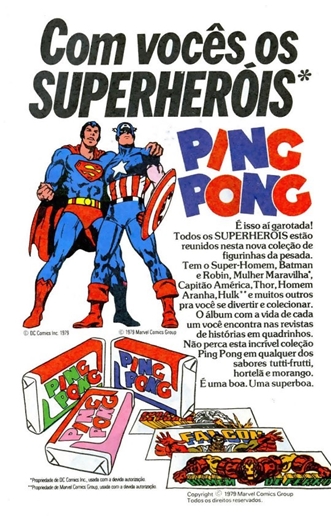 Com vocês os
SUPERHERÓIS*
PING
PONG
É isso aí garotada!
Todos os SUPERHERÓIS estão
reunidos nesta nova coleção de
figurinhas da pesada.
Tem o Super-Homem, Batman
e Robin, Mulher Maravilha*,
Capitão América, Thor, Homem
Aranha, Hulk** e muitos outros
pra você se divertir e colecionar.
O álbum com a vida de cada
um você encontra nas revistas
de histórias em quadrinhos.
Não perca esta incrível coleção
Ping Pong em qualquer dos
sabores tutti-frutti,
hortelã e morango.
É uma boa. Uma superboa.
© DC Comics Inc. 1979
© 1979 Marvel Comics Group
PING
PONG
PING
PONG
PING
PONG
*Propriedade de DC Comics Inc., usada com a devida autorização.
**Propriedade de Marvel Comics Group, usada com a devida autorização.
Copyright © 1979 Marvel Comics Group
Todos os direitos reservados.